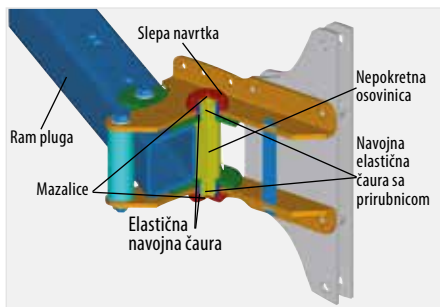 Slepa navrtka
Nepokretna
osovinica
Ram pluga
Navojna
elastična
čaura sa
prirubnicom
Mazalice
Elastična
navojna čaura